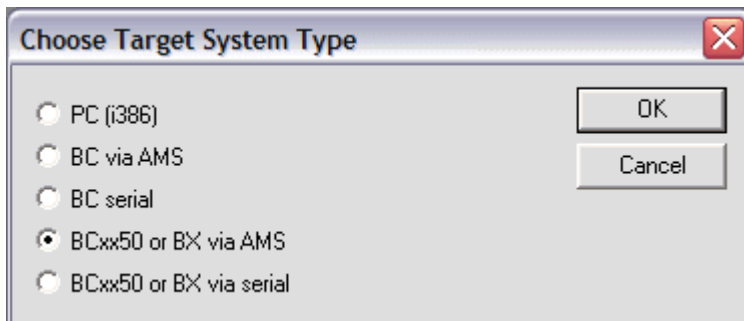 Choose Target System Type
PC (i386)
OK
BC via AMS
Cancel
BC serial
BCxx50 or BX via AMS
BCxx50 or BX via serial